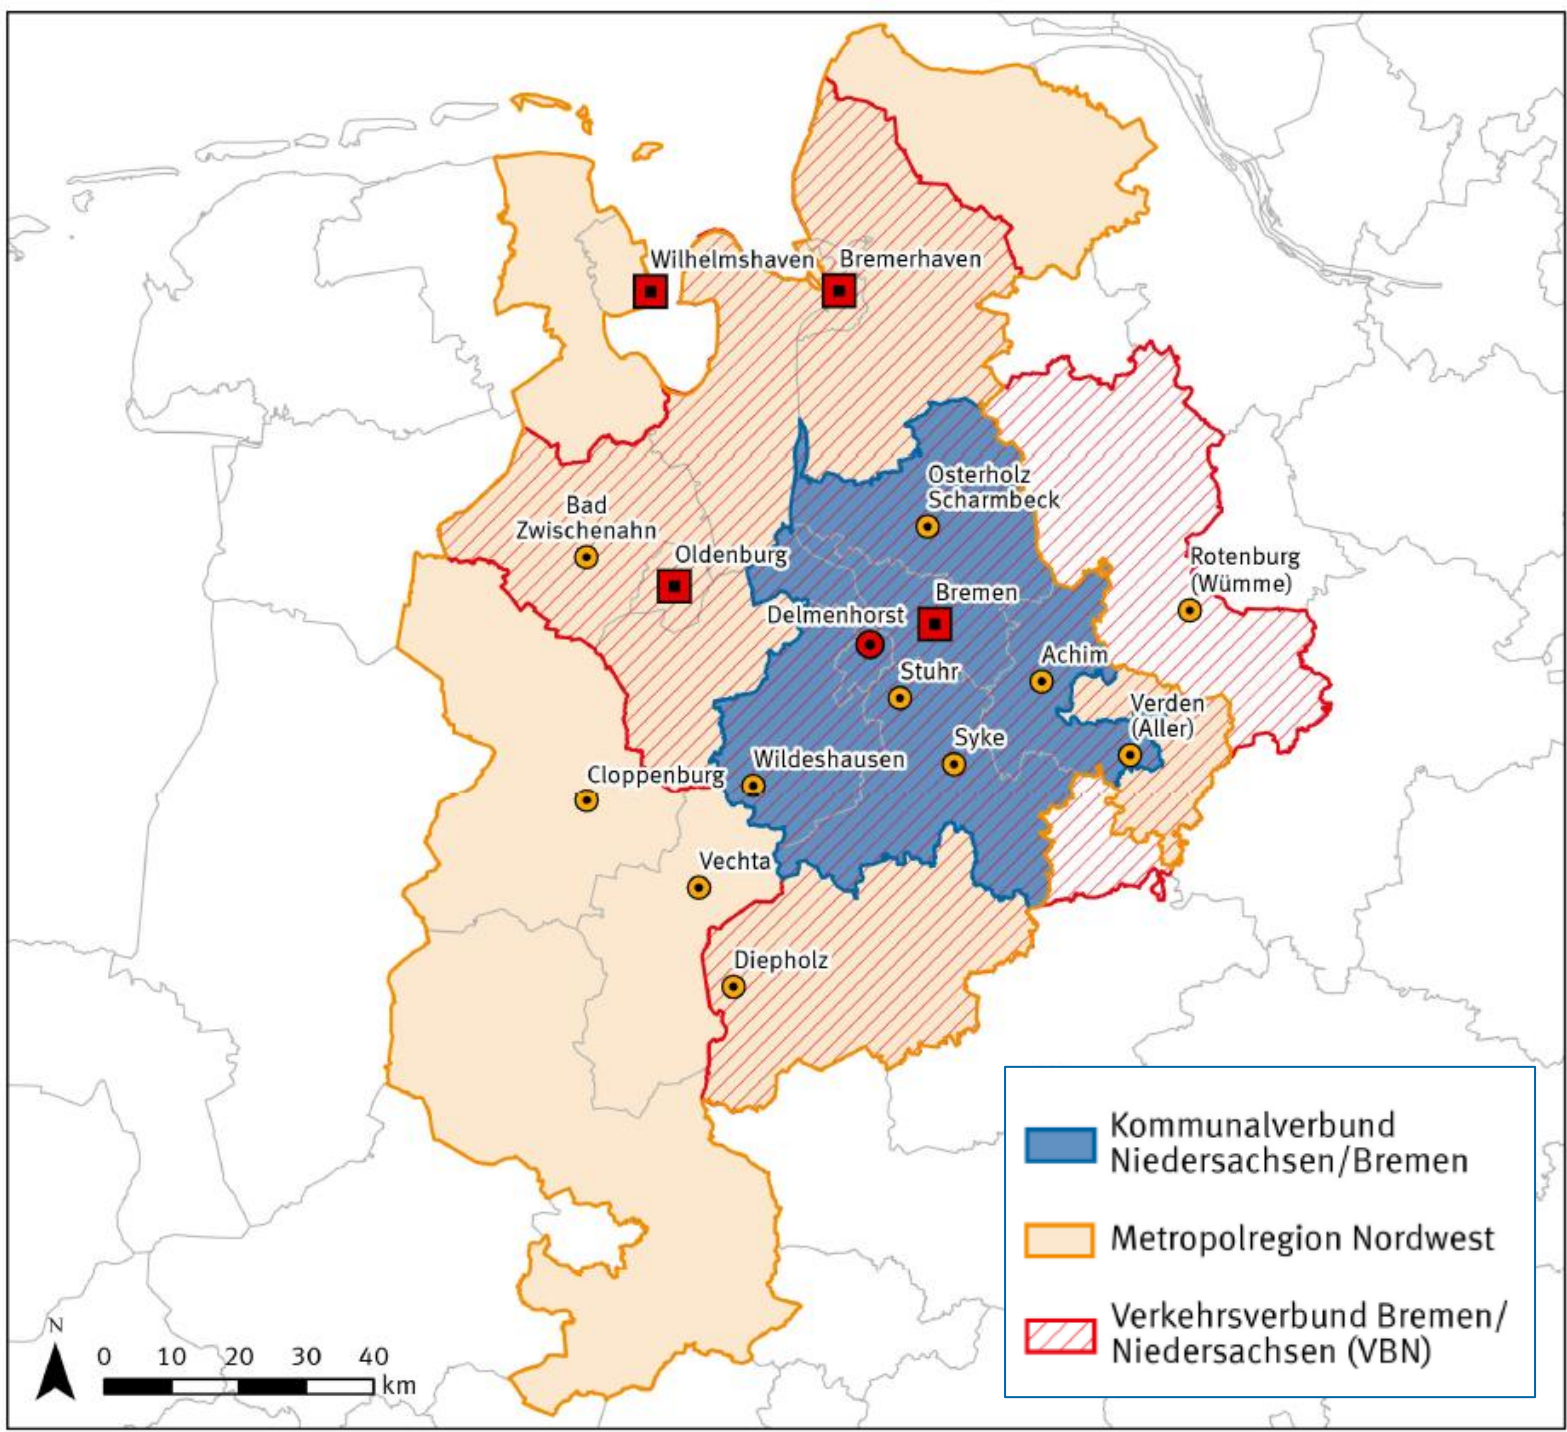 Wilhelmshaven
Bremerhaven
Osterholz
Scharmbeck
Bad
Zwischenahn
Oldenburg
Rotenburg
(Wümme)
Bremen
Delmenhorst
Achim
Stuhr
Verden
(Aller)
Syke
Wildeshausen
Cloppenburg
Vechta
Diepholz
Kommunalverbund
Niedersachsen/Bremen
Metropolregion Nordwest
Verkehrsverbund Bremen/
Niedersachsen (VBN)
N
0 10 20 30 40
km